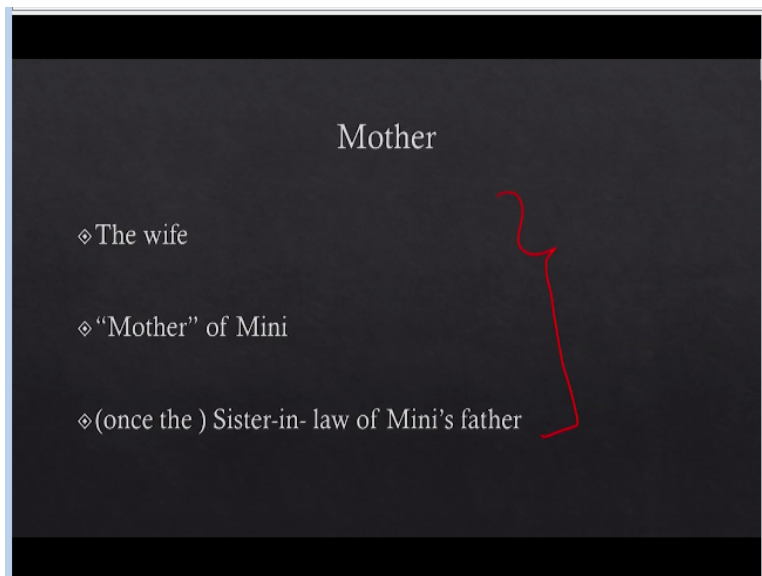 Mother
The wife
“Mother” of Mini
(once the ) Sister-in- law of Mini’s father